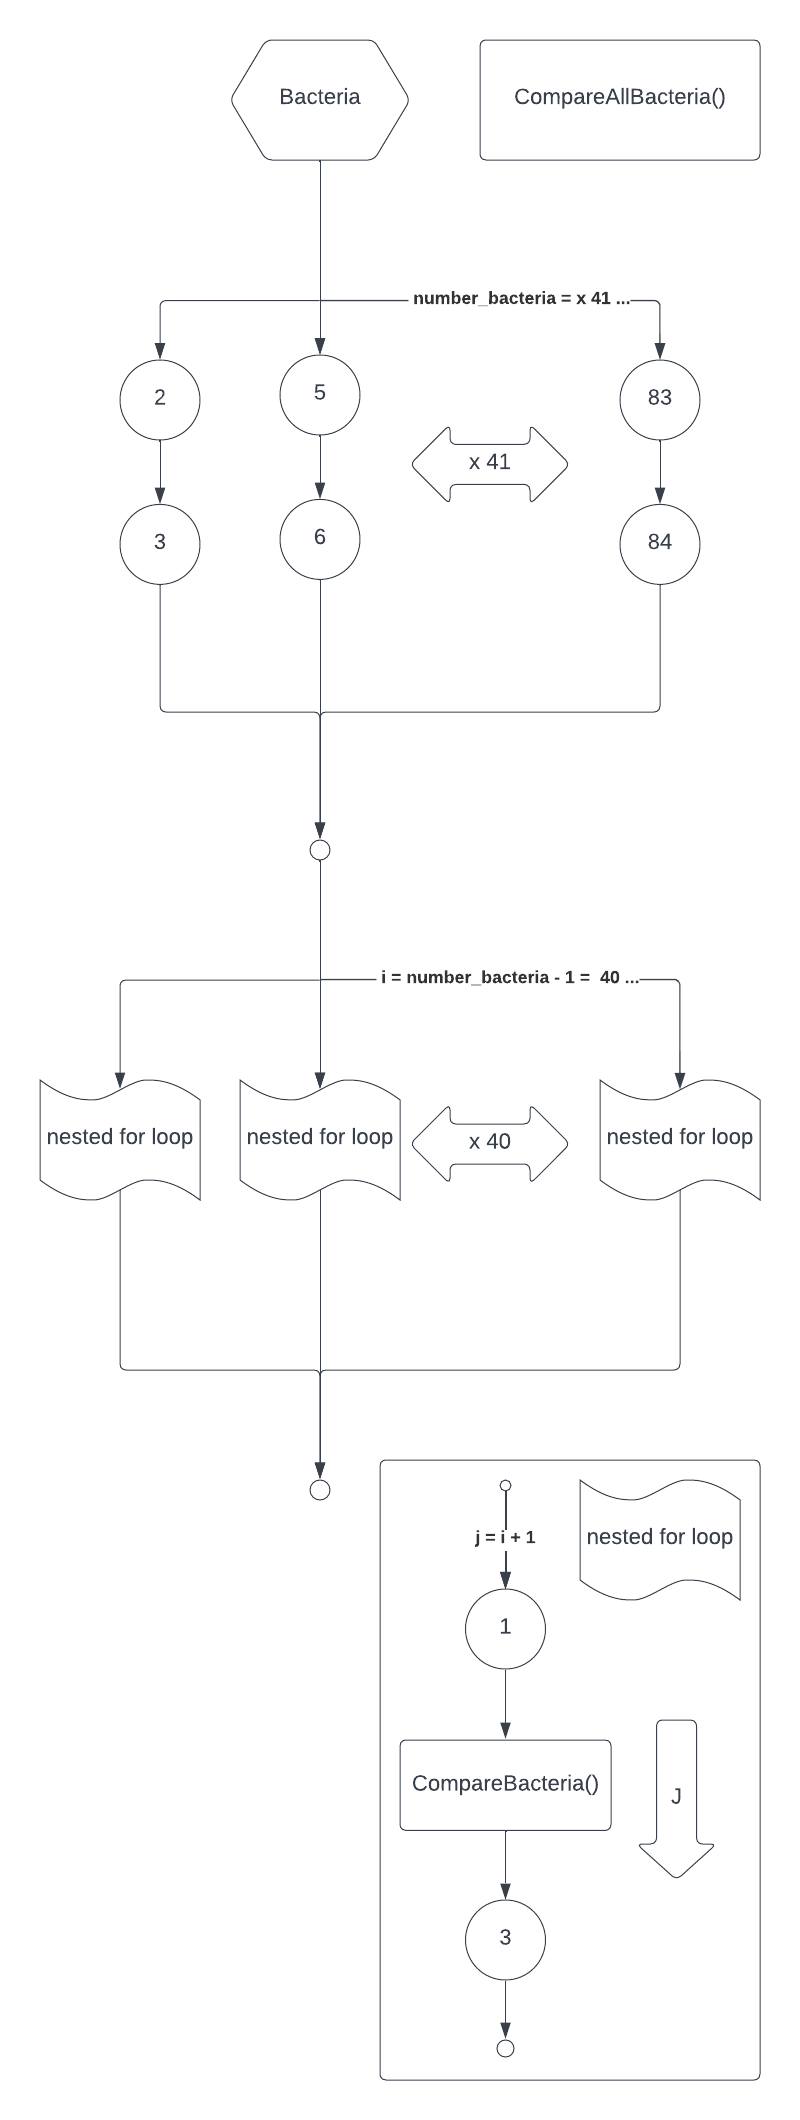 Bacteria
CompareAllBacteria()
number_bacteria = x 41 ...
2
5
83
x 41
3
6
84
i = number_bacteria - 1 =  40 ...
nested for loop
nested for loop
x 40
nested for loop
j = i + 1
nested for loop
1
CompareBacteria()
J
3